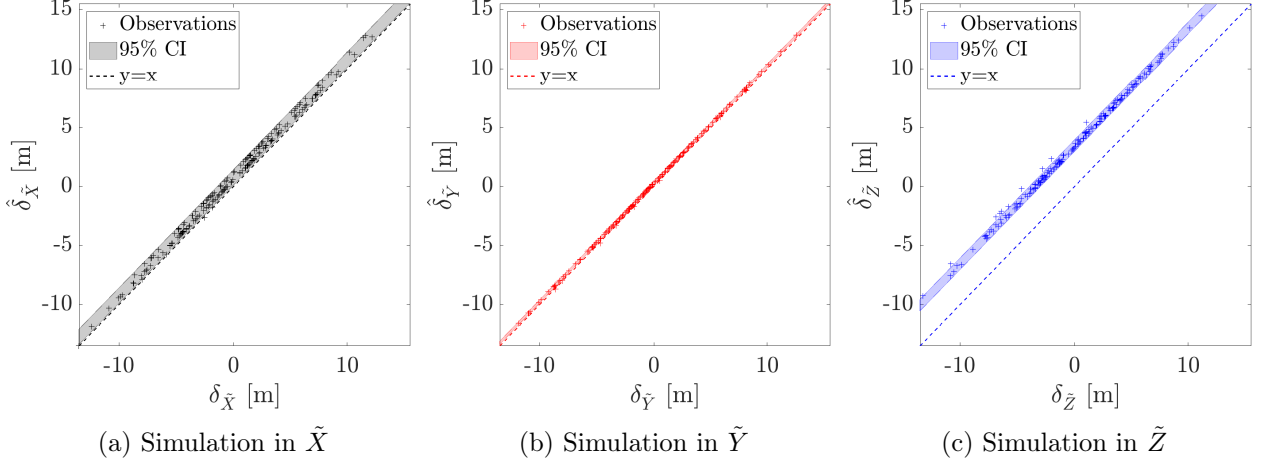 Observations
95% CI
y=x
15
10
5
0
-5
-10
-10 0 10
δ̂_X̃ [m]
δ_X̃ [m]
(a) Simulation in X̃
Observations
95% CI
y=x
15
10
5
0
-5
-10
-10 0 10
δ̂_Ỹ [m]
δ_Ỹ [m]
(b) Simulation in Ỹ
Observations
95% CI
y=x
15
10
5
0
-5
-10
-10 0 10
δ̂_Z̃ [m]
δ_Z̃ [m]
(c) Simulation in Z̃